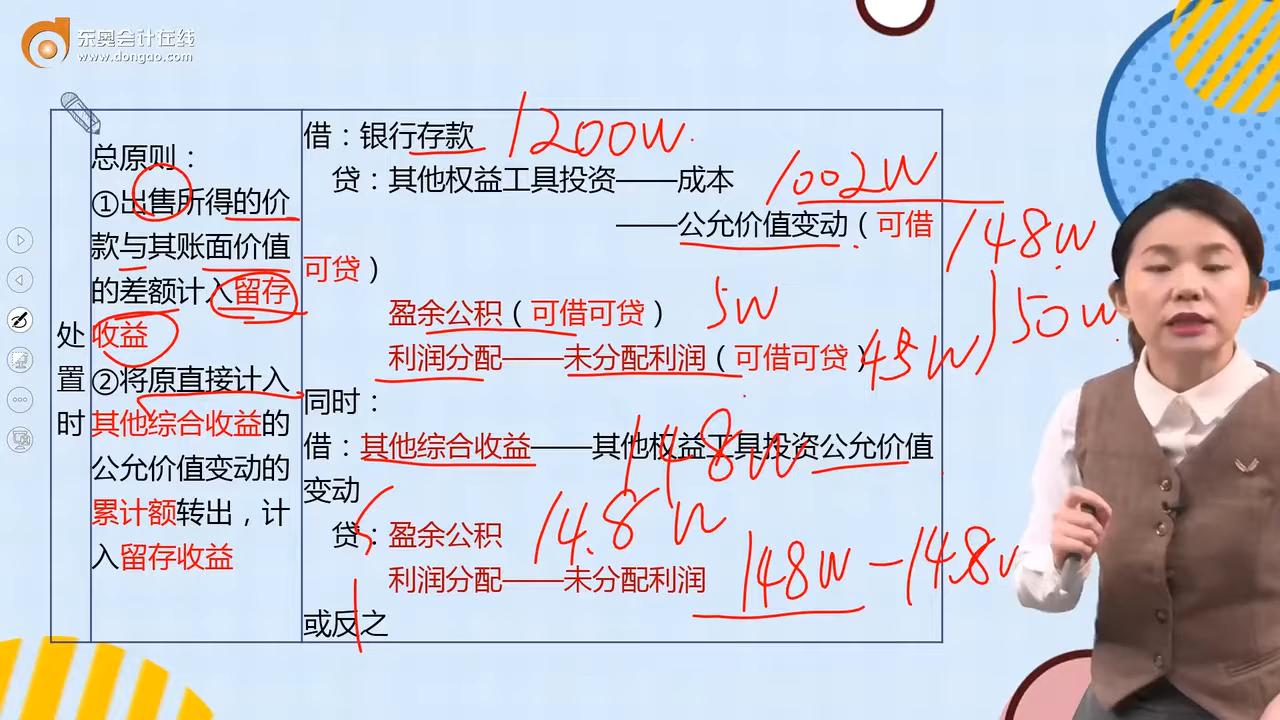 东奥会计在线
www.dongao.com
处置时
总原则：
①出售所得的价
款与其账面价值
的差额计入留存
收益
②将原直接计入
其他综合收益的
公允价值变动的
累计额转出，计
入留存收益
借：银行存款 1200W
贷：其他权益工具投资——成本 1002W
——公允价值变动（可借 148W
可贷）
盈余公积（可借可贷） 5W
利润分配——未分配利润（可借可贷） 45W
50W
同时：
148W
借：其他综合收益——其他权益工具投资公允价值
变动
贷：盈余公积 14.8W
利润分配——未分配利润 148W-14.8W
或反之